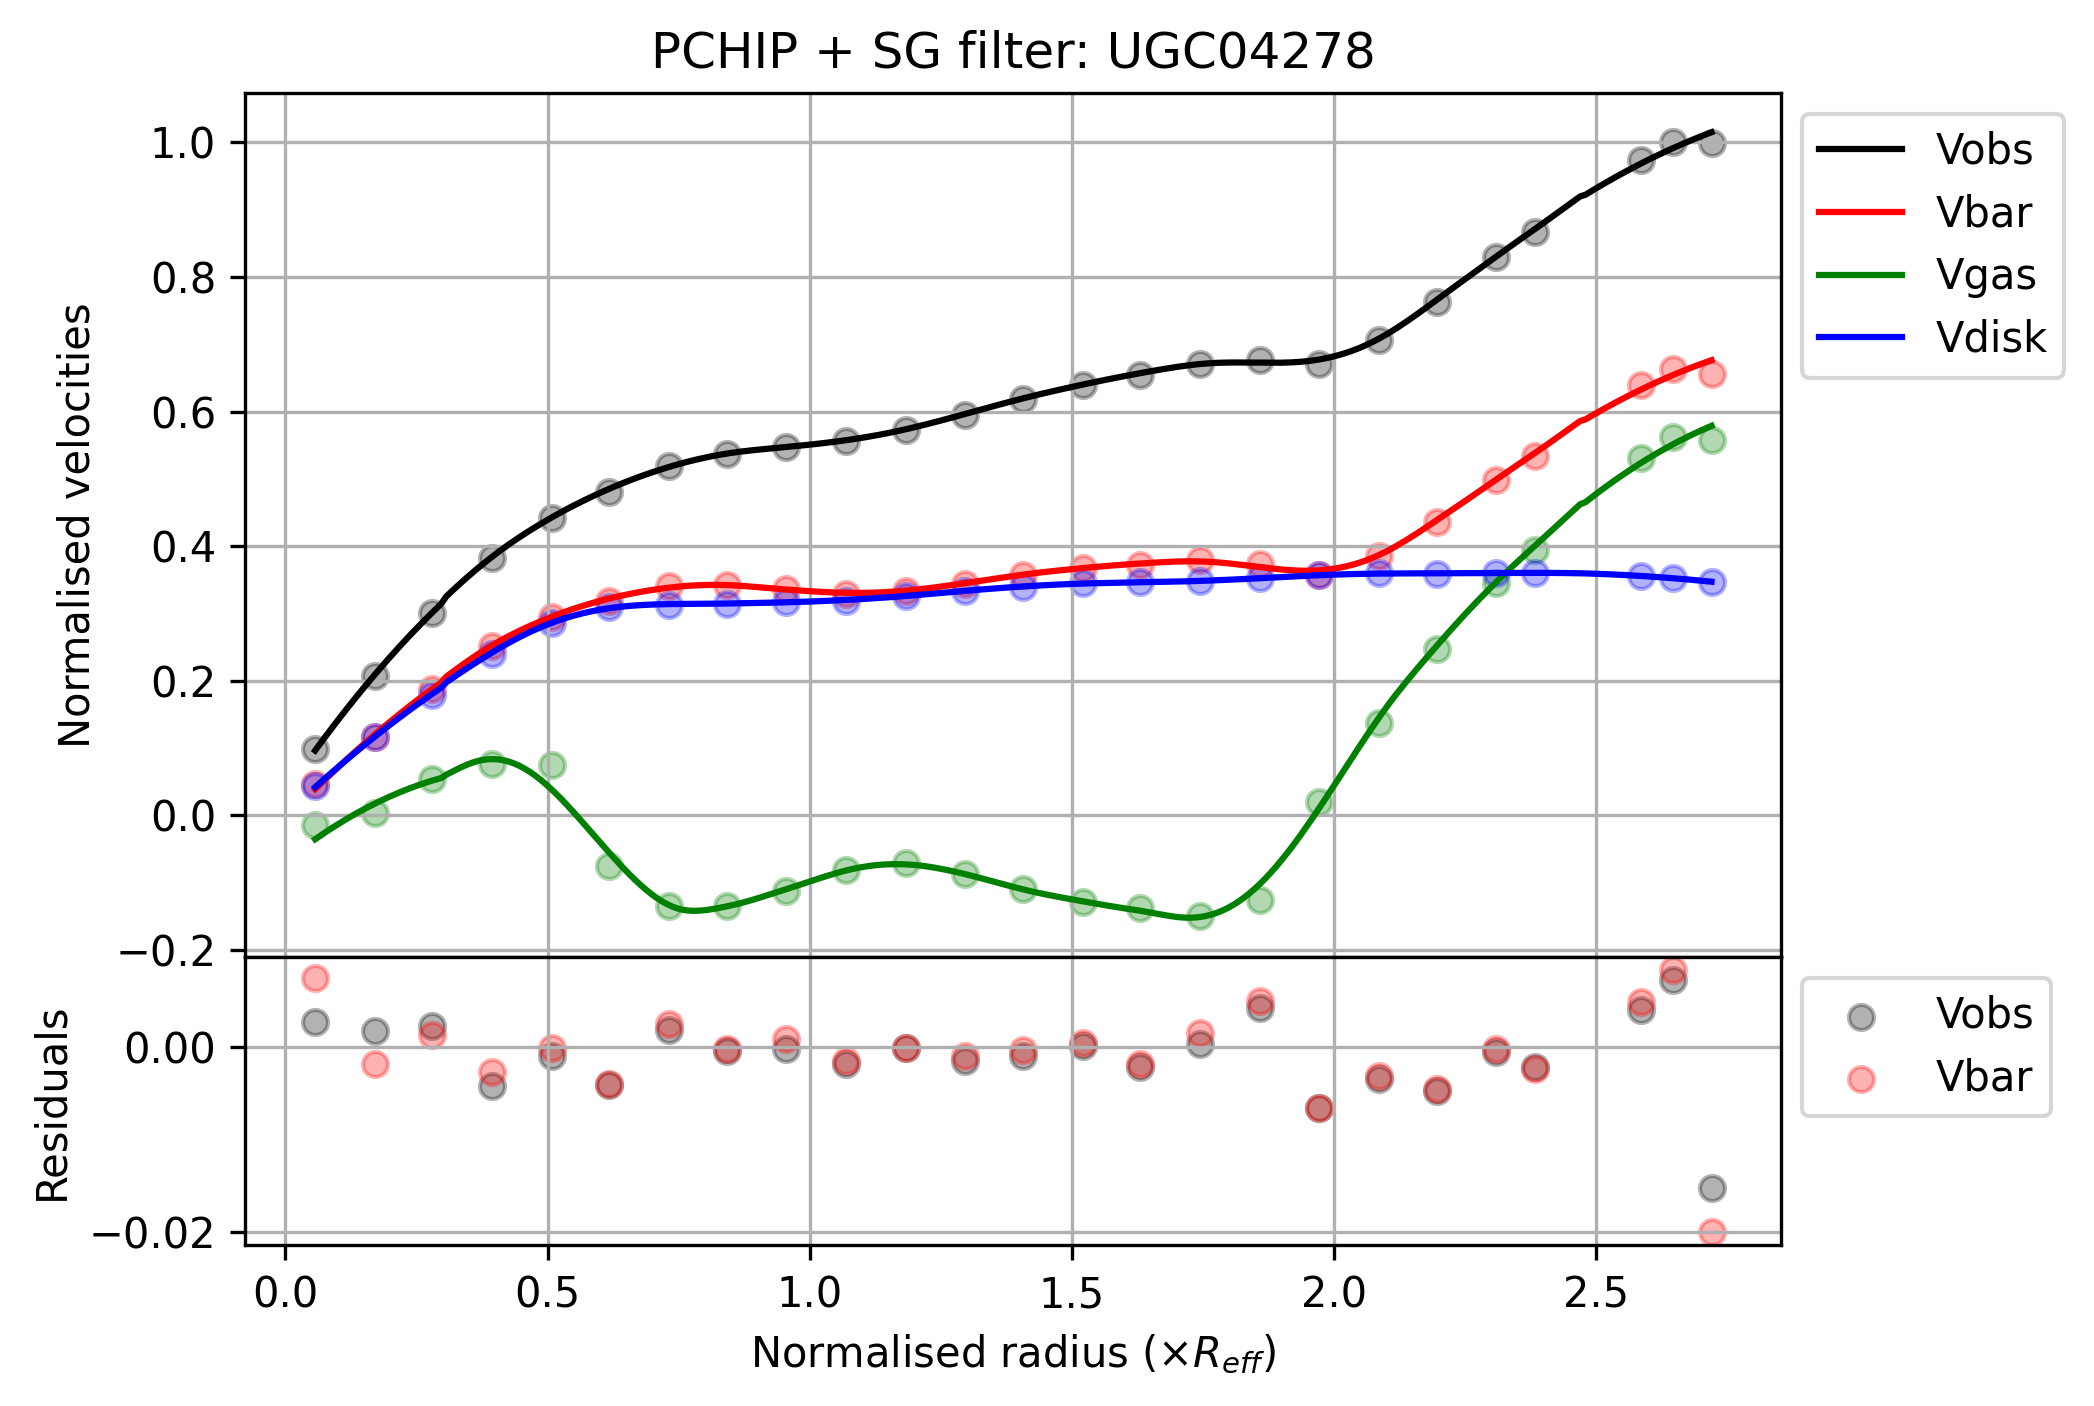 PCHIP + SG filter: UGC04278
Normalised velocities
1.0
0.8
0.6
0.4
0.2
0.0
−0.2
Vobs
Vbar
Vgas
Vdisk
Residuals
0.00
−0.02
Vobs
Vbar
0.0 0.5 1.0 1.5 2.0 2.5
Normalised radius (×R_eff)